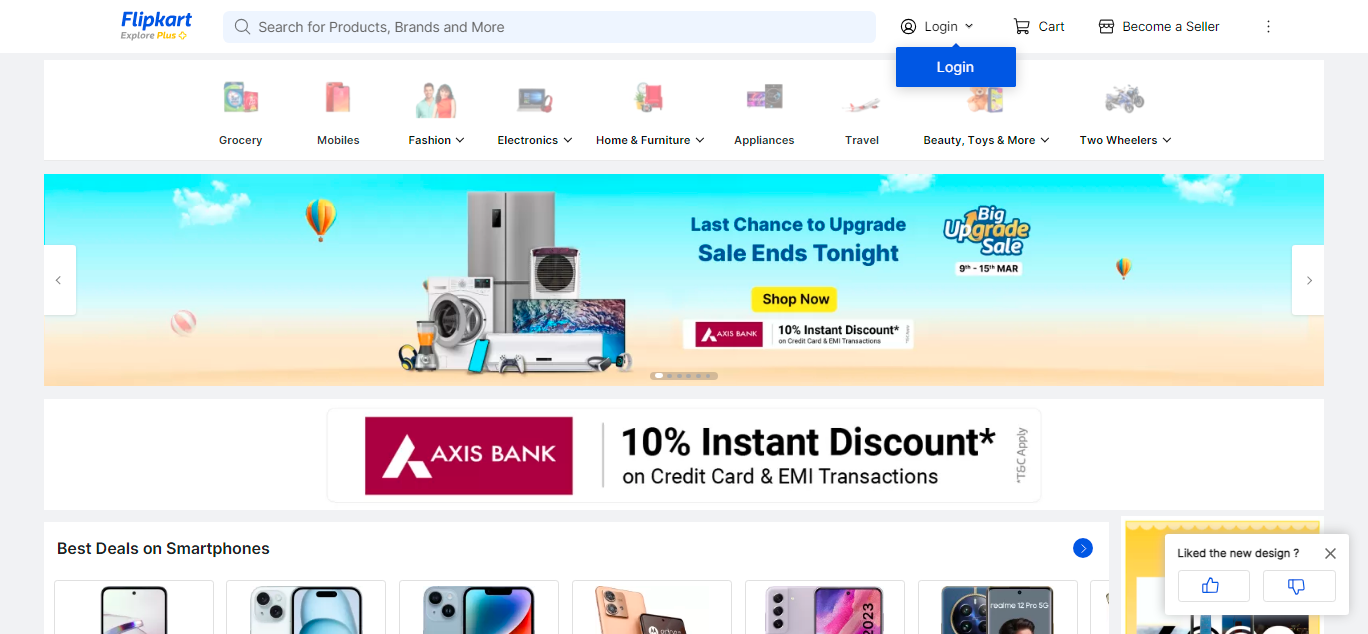 Flipkart
Explore Plus
Search for Products, Brands and More
Login
Cart
Become a Seller
Login
Grocery
Mobiles
Fashion
Electronics
Home & Furniture
Appliances
Travel
Beauty, Toys & More
Two Wheelers
Last Chance to Upgrade
Sale Ends Tonight
Big
Upgrade
Sale
9th - 15th MAR
Shop Now
AXIS BANK
10% Instant Discount*
on Credit Card & EMI Transactions
AXIS BANK
10% Instant Discount*
on Credit Card & EMI Transactions
*T&C Apply
Best Deals on Smartphones
Liked the new design ?
realme 12 Pro 5G
2023